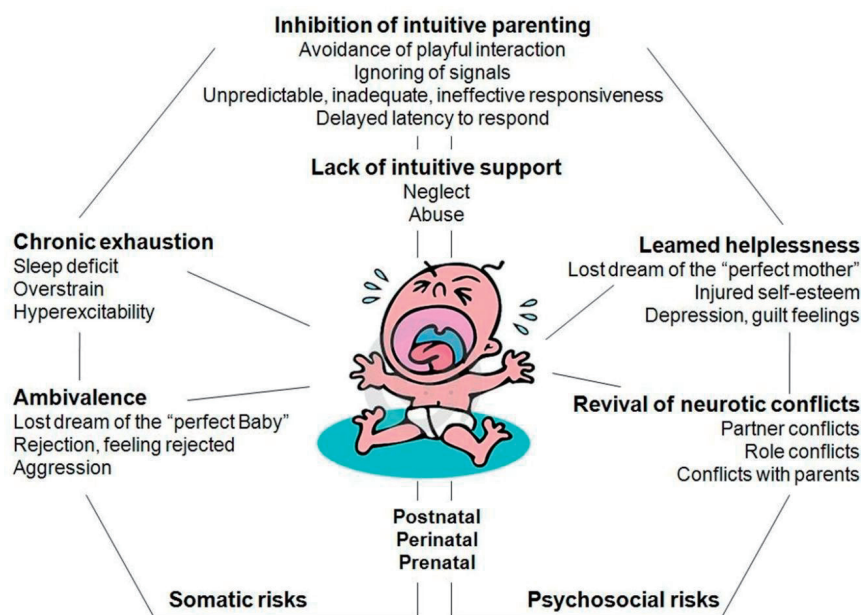 Inhibition of intuitive parenting
Avoidance of playful interaction
Ignoring of signals
Unpredictable, inadequate, ineffective responsiveness
Delayed latency to respond
Lack of intuitive support
Neglect
Abuse
Chronic exhaustion
Sleep deficit
Overstrain
Hyperexcitability
Leamed helplessness
Lost dream of the “perfect mother”
Injured self-esteem
Depression, guilt feelings
Ambivalence
Lost dream of the “perfect Baby”
Rejection, feeling rejected
Aggression
Revival of neurotic conflicts
Partner conflicts
Role conflicts
Conflicts with parents
Postnatal
Perinatal
Prenatal
Somatic risks
Psychosocial risks